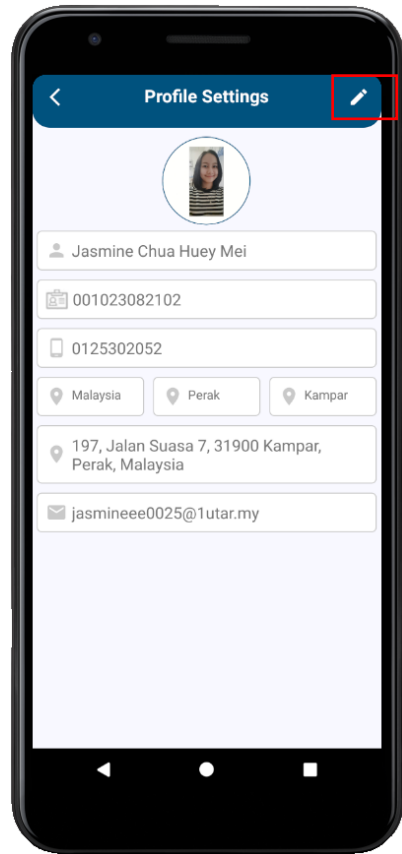 Profile Settings
Jasmine Chua Huey Mei
001023082102
0125302052
Malaysia Perak Kampar
197, Jalan Suasa 7, 31900 Kampar,
Perak, Malaysia
jasmineee0025@1utar.my